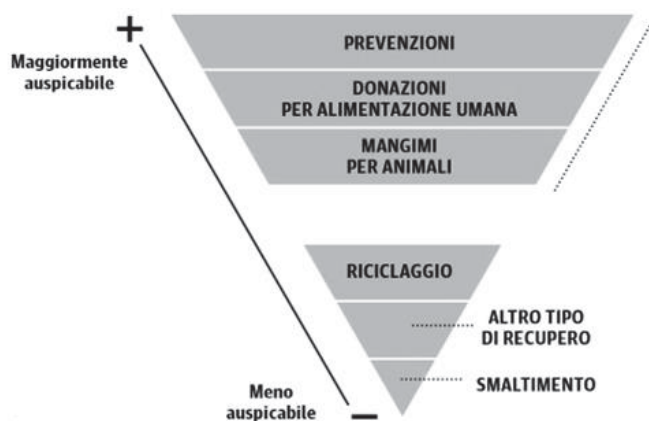 +
Maggiormente
auspicabile
PREVENZIONI
DONAZIONI
PER ALIMENTAZIONE UMANA
MANGIMI
PER ANIMALI
RICICLAGGIO
ALTRO TIPO
DI RECUPERO
SMALTIMENTO
Meno
auspicabile
−